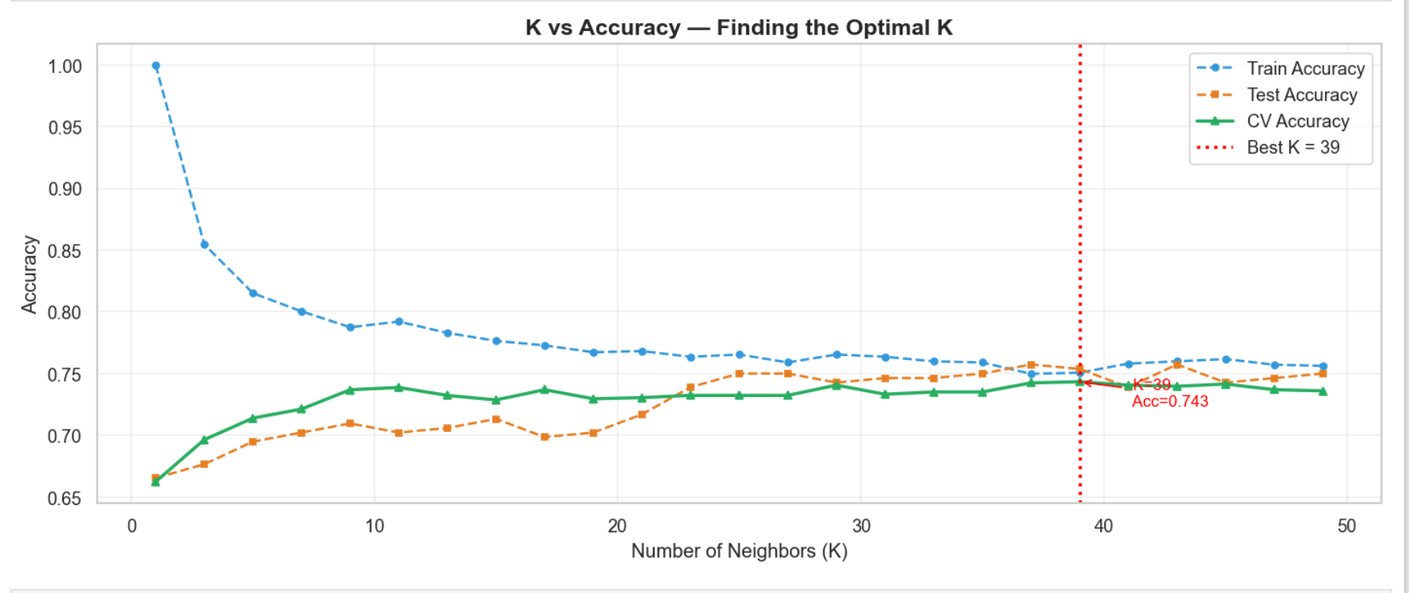 K vs Accuracy — Finding the Optimal K
1.00
0.95
0.90
0.85
0.80
0.75
0.70
0.65
Accuracy
Train Accuracy
Test Accuracy
CV Accuracy
Best K = 39
K=39
Acc=0.743
0 10 20 30 40 50
Number of Neighbors (K)